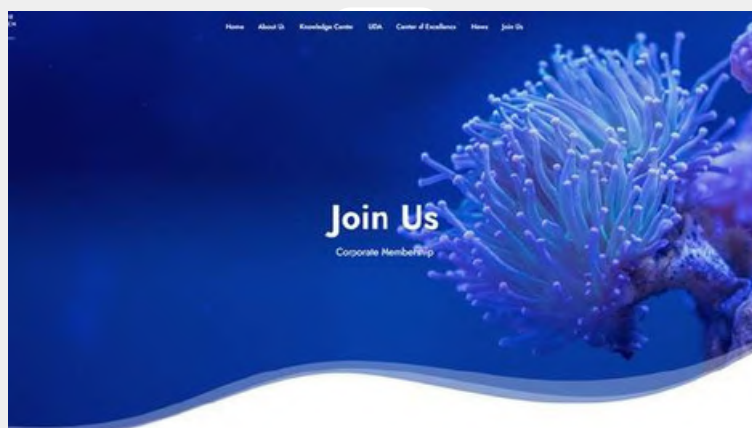 Home About Us Knowledge Center UDA Center of Excellence News Join Us
Join Us
Corporate Membership